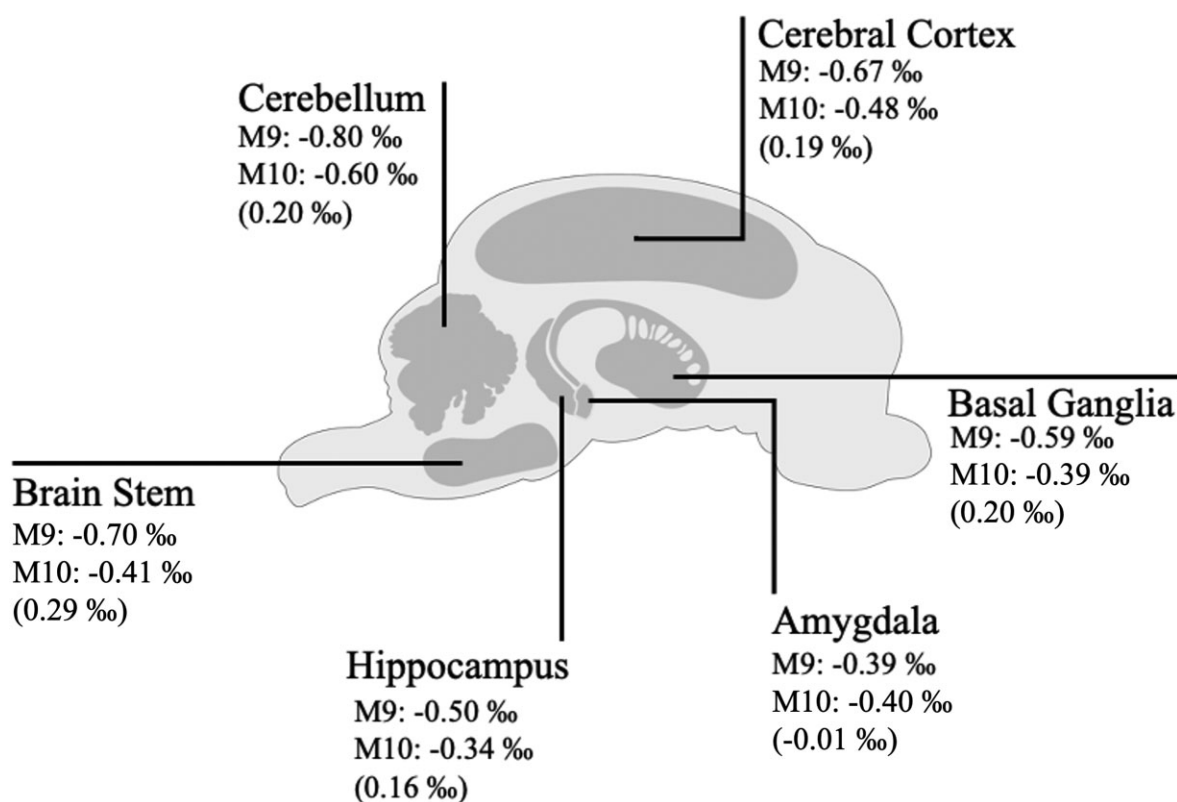 Cerebral Cortex
M9: -0.67 ‰
M10: -0.48 ‰
(0.19 ‰)
Cerebellum
M9: -0.80 ‰
M10: -0.60 ‰
(0.20 ‰)
Basal Ganglia
M9: -0.59 ‰
M10: -0.39 ‰
(0.20 ‰)
Brain Stem
M9: -0.70 ‰
M10: -0.41 ‰
(0.29 ‰)
Hippocampus
M9: -0.50 ‰
M10: -0.34 ‰
(0.16 ‰)
Amygdala
M9: -0.39 ‰
M10: -0.40 ‰
(-0.01 ‰)